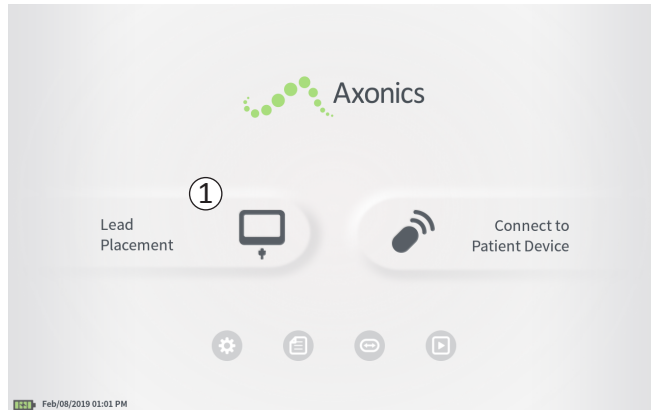 Axonics
①
Lead
Placement
Connect to
Patient Device
Feb/08/2019 01:01 PM